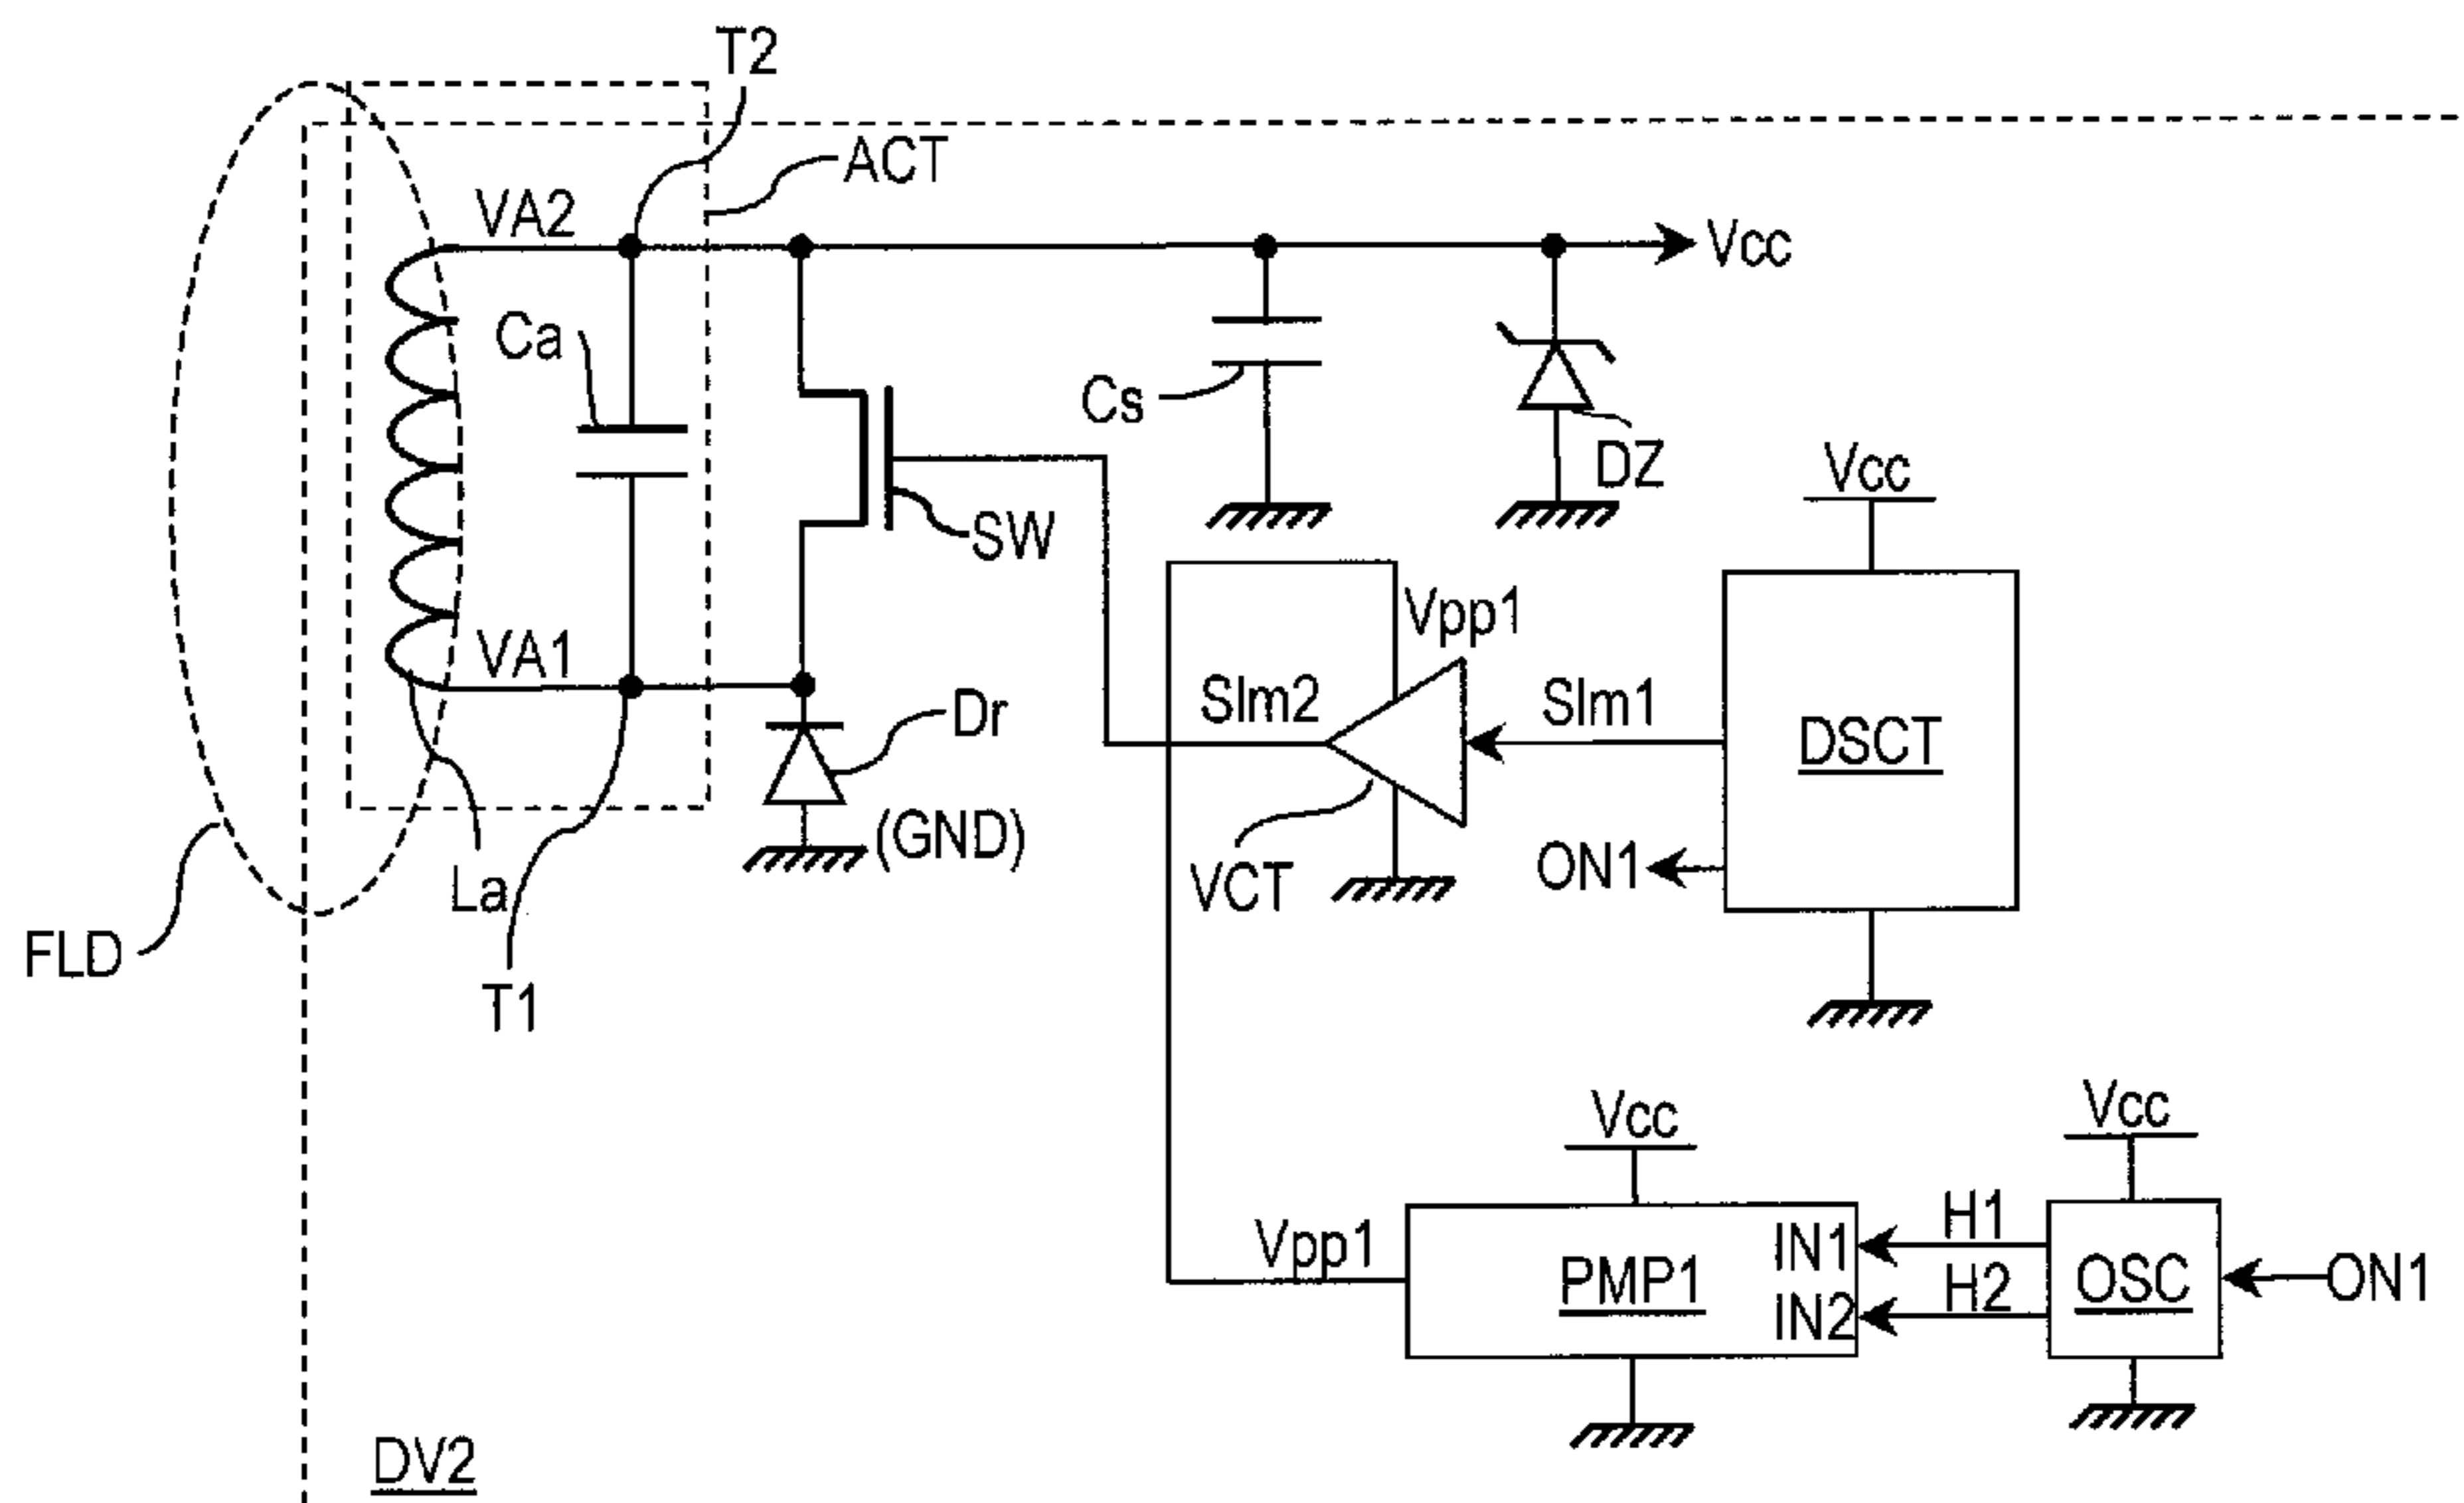 T2
ACT
VA2
Vcc
Ca
Cs
DZ
Vcc
SW
Vpp1
VA1
Slm2
Slm1
Dr
DSCT
(GND)
ON1
VCT
La
FLD
T1
Vcc
Vcc
H1
IN1
Vpp1
PMP1
OSC
ON1
H2
IN2
DV2